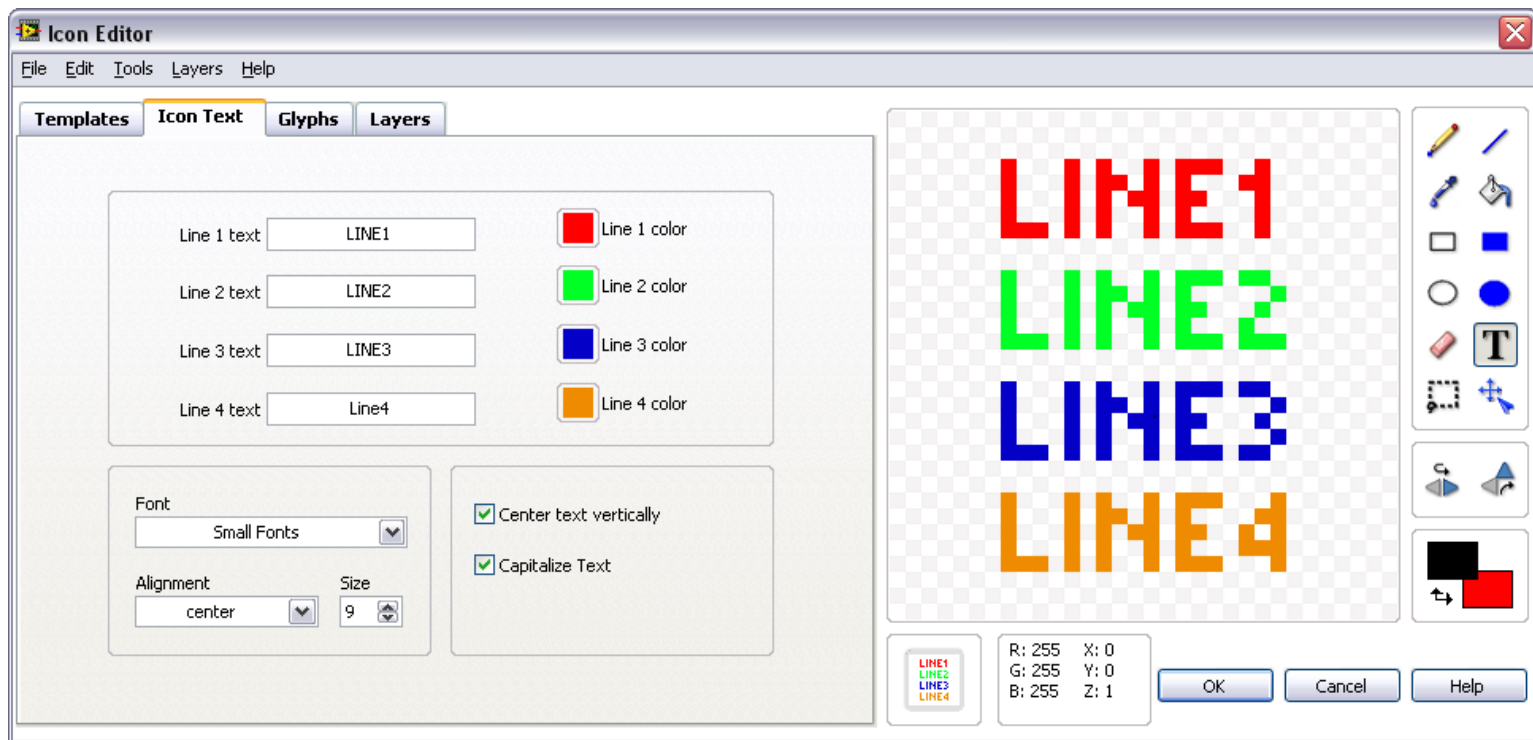 Icon Editor
File Edit Tools Layers Help
Templates Icon Text Glyphs Layers
Line 1 text LINE1 Line 1 color
Line 2 text LINE2 Line 2 color
Line 3 text LINE3 Line 3 color
Line 4 text Line4 Line 4 color
Font
Small Fonts
Alignment Size
center 9
Center text vertically
Capitalize Text
LINE1
LINE2
LINE3
LINE4
T
LINE1
LINE2
LINE3
LINE4
R: 255 X: 0
G: 255 Y: 0
B: 255 Z: 1
OK Cancel Help